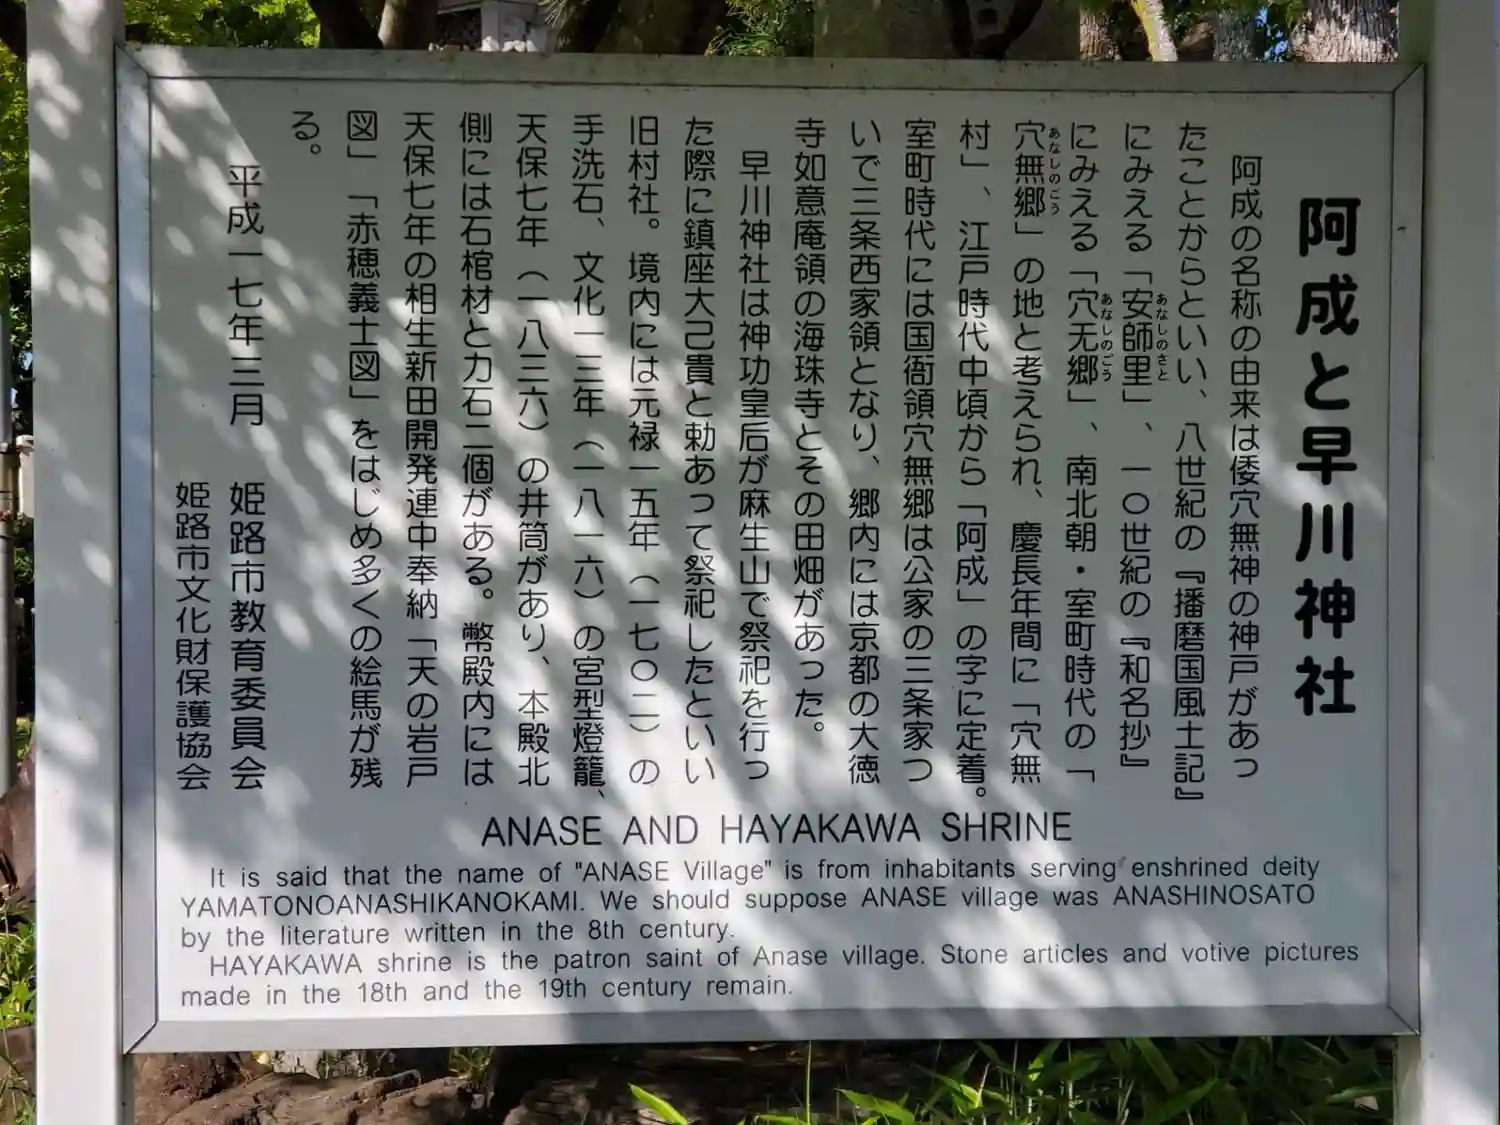 阿成と早川神社
阿成の名称の由来は倭穴無神の神戸があっ
たことからといい、八世紀の『播磨国風土記』
にみえる「安師里」、一〇世紀の『和名抄』
あなしのさと
にみえる「穴无郷」、南北朝・室町時代の「
あなしのごう
穴無郷」の地と考えられ、慶長年間に「穴無
あなしのごう
村」、江戸時代中頃から「阿成」の字に定着。
室町時代には国衙領穴無郷は公家の三条家つ
いで三条西家領となり、郷内には京都の大徳
寺如意庵領の海珠寺とその田畑があった。
早川神社は神功皇后が麻生山で祭祀を行っ
た際に鎮座大己貴と勅あって祭祀したといい
旧村社。境内には元禄一五年（一七〇二）の
手洗石、文化一三年（一八一六）の宮型燈籠、
天保七年（一八三六）の井筒があり、本殿北
側には石棺材と力石二個がある。幣殿内には
天保七年の相生新田開発連中奉納「天の岩戸
図」「赤穂義士図」をはじめ多くの絵馬が残
る。
平成一七年三月　姫路市教育委員会
姫路市文化財保護協会
ANASE AND HAYAKAWA SHRINE
It is said that the name of "ANASE Village" is from inhabitants serving enshrined deity
YAMATONOANASHIKANOKAMI. We should suppose ANASE village was ANASHINOSATO
by the literature written in the 8th century.
HAYAKAWA shrine is the patron saint of Anase village. Stone articles and votive pictures
made in the 18th and the 19th century remain.